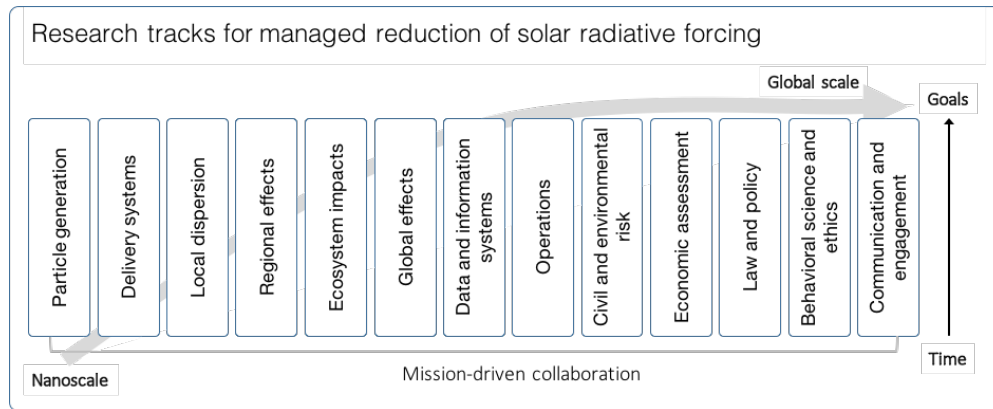 Research tracks for managed reduction of solar radiative forcing
Global scale
Goals
Particle generation
Delivery systems
Local dispersion
Regional effects
Ecosystem impacts
Global effects
Data and information
systems
Operations
Civil and environmental
risk
Economic assessment
Law and policy
Behavioral science and
ethics
Communication and
engagement
Time
Nanoscale
Mission-driven collaboration